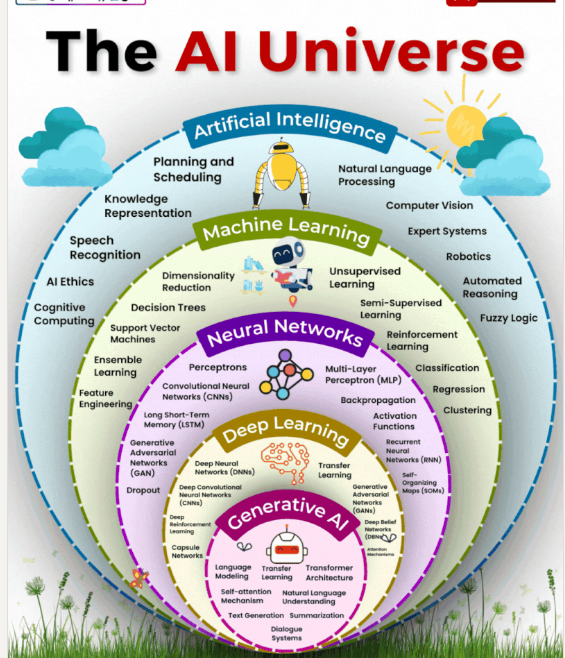 The AI Universe
Artificial Intelligence
Planning and
Scheduling
Natural Language
Processing
Knowledge
Representation
Computer Vision
Speech
Recognition
Expert Systems
Robotics
AI Ethics
Automated
Reasoning
Cognitive
Computing
Fuzzy Logic
Machine Learning
Dimensionality
Reduction
Unsupervised
Learning
Decision Trees
Semi-Supervised
Learning
Support Vector
Machines
Reinforcement
Learning
Ensemble
Learning
Classification
Feature
Engineering
Regression
Clustering
Neural Networks
Perceptrons
Multi-Layer
Perceptron (MLP)
Convolutional Neural
Networks (CNNs)
Backpropagation
Long Short-Term
Memory (LSTM)
Activation
Functions
Generative
Adversarial
Networks
(GAN)
Recurrent
Neural
Networks (RNN)
Dropout
Self-
Organizing
Maps (SOMs)
Deep Learning
Deep Neural
Networks (DNNs)
Transfer
Learning
Deep Convolutional
Neural Networks
(CNNs)
Generative
Adversarial
Networks
(GANs)
Deep
Reinforcement
Learning
Deep Belief
Networks
(DBNs)
Capsule
Networks
Attention
Mechanisms
Generative AI
Language
Modeling
Transfer
Learning
Transformer
Architecture
Self-attention
Mechanism
Natural Language
Understanding
Text Generation
Summarization
Dialogue
Systems